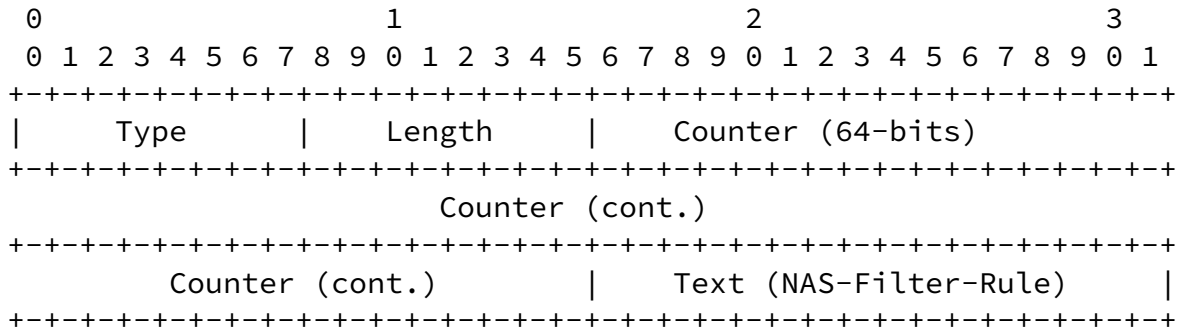 0                   1                   2                   3
 0 1 2 3 4 5 6 7 8 9 0 1 2 3 4 5 6 7 8 9 0 1 2 3 4 5 6 7 8 9 0 1
+-+-+-+-+-+-+-+-+-+-+-+-+-+-+-+-+-+-+-+-+-+-+-+-+-+-+-+-+-+-+-+-+
|     Type      |    Length     |    Counter (64-bits)
+-+-+-+-+-+-+-+-+-+-+-+-+-+-+-+-+-+-+-+-+-+-+-+-+-+-+-+-+-+-+-+-+
                        Counter (cont.)
+-+-+-+-+-+-+-+-+-+-+-+-+-+-+-+-+-+-+-+-+-+-+-+-+-+-+-+-+-+-+-+-+
         Counter (cont.)        |    Text (NAS-Filter-Rule)     |
+-+-+-+-+-+-+-+-+-+-+-+-+-+-+-+-+-+-+-+-+-+-+-+-+-+-+-+-+-+-+-+-+